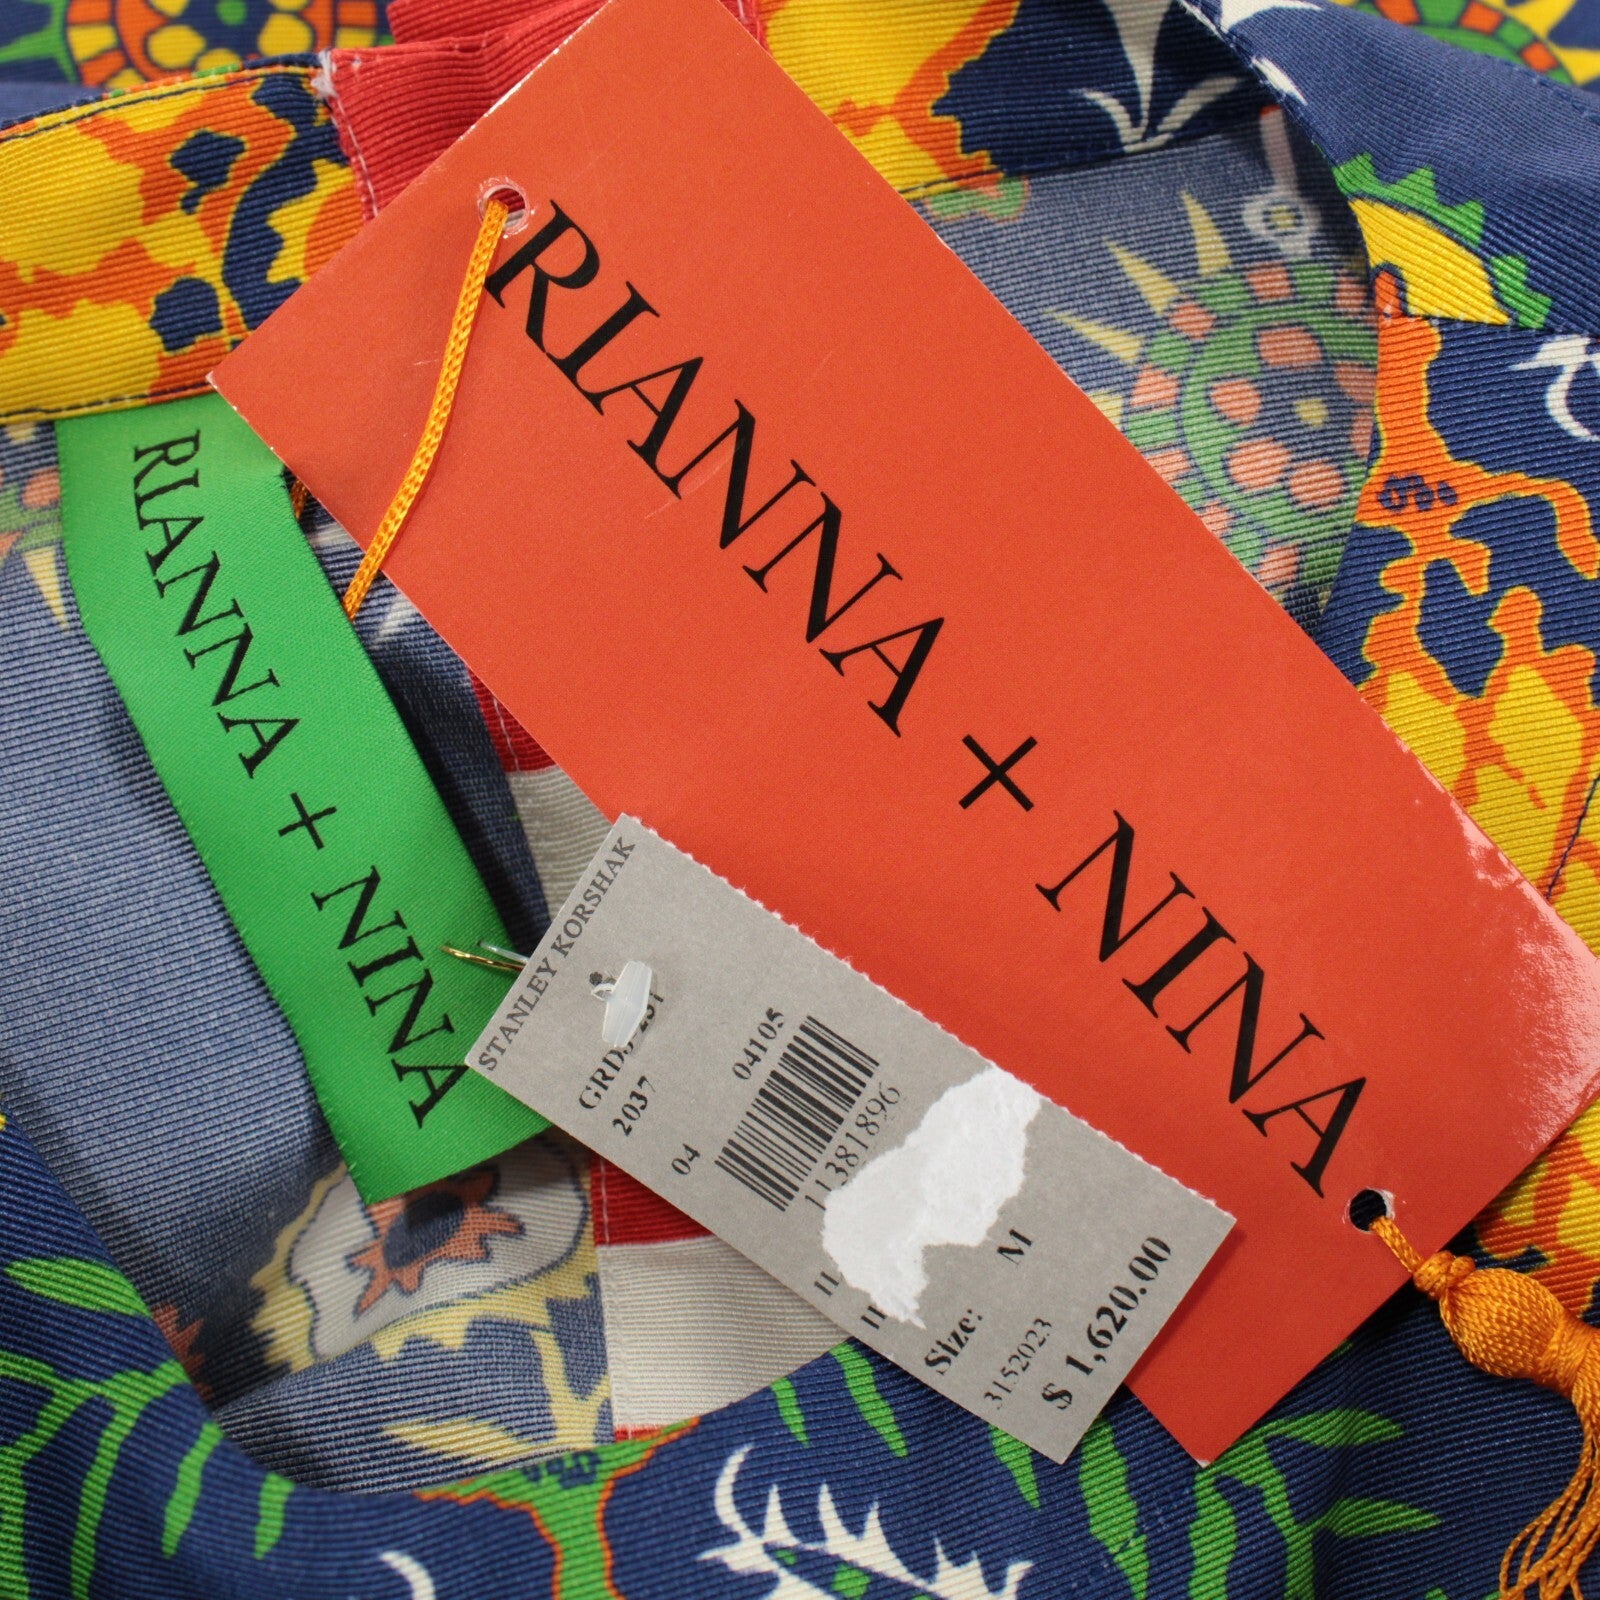 RIANNA + NINA
RIANNA + NINA
STANLEY KORSHAK
2037
04 04105
11381896
Size: M
3152023
$ 1,620.00